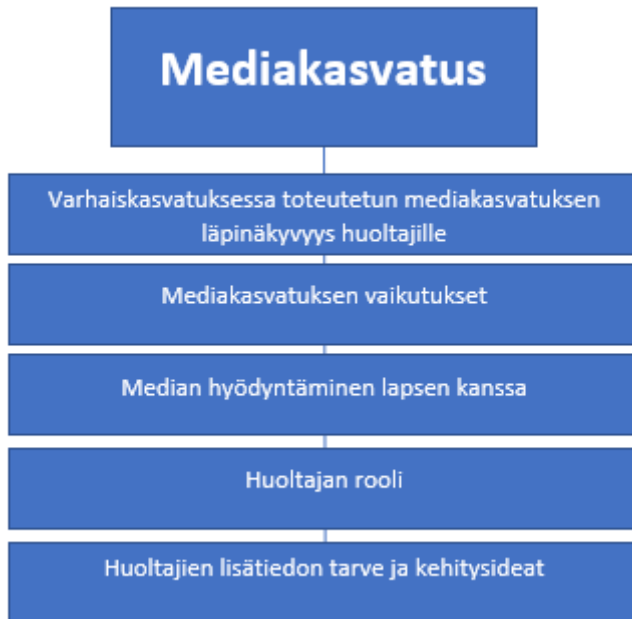 Mediakasvatus
Varhaiskasvatuksessa toteutetun mediakasvatuksen
läpinäkyvyys huoltajille
Mediakasvatuksen vaikutukset
Median hyödyntäminen lapsen kanssa
Huoltajan rooli
Huoltajien lisätiedon tarve ja kehitysideat